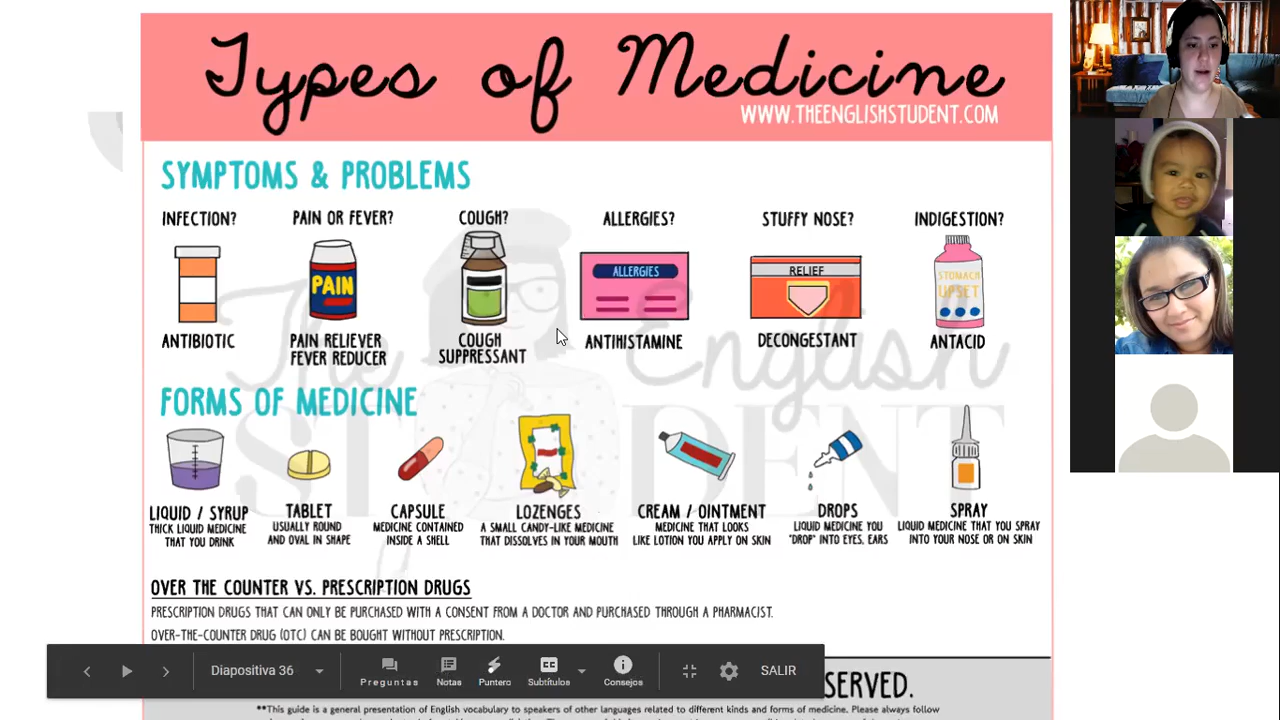 Types of Medicine
WWW.THEENGLISHSTUDENT.COM
SYMPTOMS & PROBLEMS
INFECTION?
PAIN OR FEVER?
COUGH?
ALLERGIES?
STUFFY NOSE?
INDIGESTION?
PAIN
ALLERGIES
RELIEF
STOMACH
UPSET
ANTIBIOTIC
PAIN RELIEVER
FEVER REDUCER
COUGH
SUPPRESSANT
ANTIHISTAMINE
DECONGESTANT
ANTACID
The English
STUDENT
FORMS OF MEDICINE
LIQUID / SYRUP
THICK LIQUID MEDICINE
THAT YOU DRINK
TABLET
USUALLY ROUND
AND OVAL IN SHAPE
CAPSULE
MEDICINE CONTAINED
INSIDE A SHELL
LOZENGES
A SMALL CANDY-LIKE MEDICINE
THAT DISSOLVES IN YOUR MOUTH
CREAM / OINTMENT
MEDICINE THAT LOOKS
LIKE LOTION YOU APPLY ON SKIN
DROPS
LIQUID MEDICINE YOU
"DROP" INTO EYES, EARS
SPRAY
LIQUID MEDICINE THAT YOU SPRAY
INTO YOUR NOSE OR ON SKIN
OVER THE COUNTER VS. PRESCRIPTION DRUGS
PRESCRIPTION DRUGS THAT CAN ONLY BE PURCHASED WITH A CONSENT FROM A DOCTOR AND PURCHASED THROUGH A PHARMACIST.
OVER-THE-COUNTER DRUG (OTC) CAN BE BOUGHT WITHOUT PRESCRIPTION.
Diapositiva 36
Preguntas
Notas
Puntero
Subtítulos
Consejos
SALIR
SERVED.
**This guide is a general presentation of English vocabulary to speakers of other languages related to different kinds and forms of medicine. Please always follow